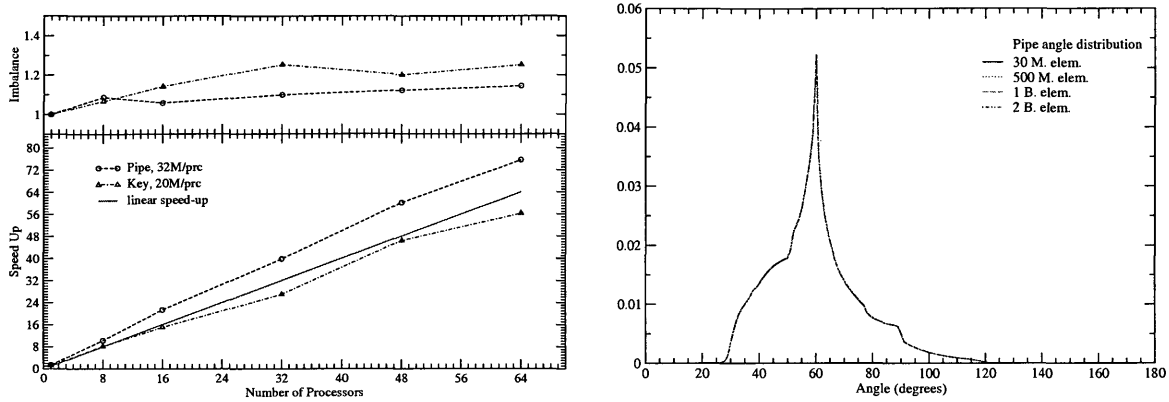 1.4
1.2
1
Imbalance
80
72
64
56
48
40
32
24
16
8
0
Speed Up
Pipe, 32M/prc
Key, 20M/prc
linear speed-up
0 8 16 24 32 40 48 56 64
Number of Processors
0.06
0.05
0.04
0.03
0.02
0.01
0
Pipe angle distribution
30 M. elem.
500 M. elem.
1 B. elem.
2 B. elem.
0 20 40 60 80 100 120 140 160 180
Angle (degrees)